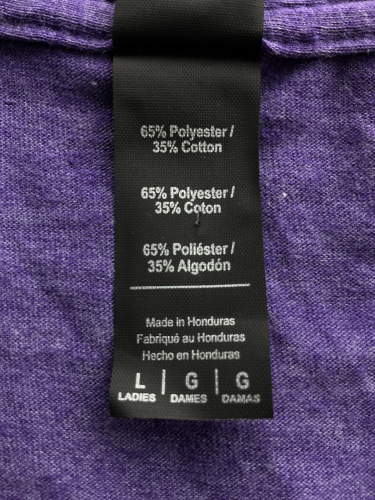 65% Polyester /
35% Cotton
65% Polyester /
35% Coton
65% Poliéster /
35% Algodón
Made in Honduras
Fabriqué au Honduras
Hecho en Honduras
L | G | G
LADIES | DAMES | DAMAS